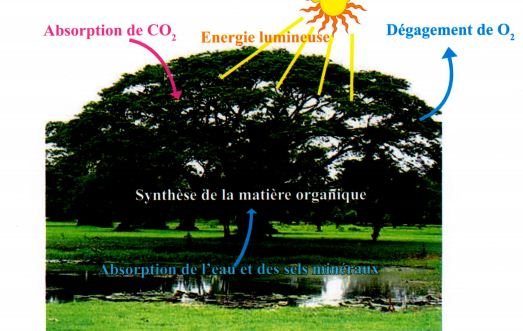 Absorption de CO₂
Energie lumineuse
Dégagement de O₂
Synthèse de la matière organique
Absorption de l'eau et des sels minéraux